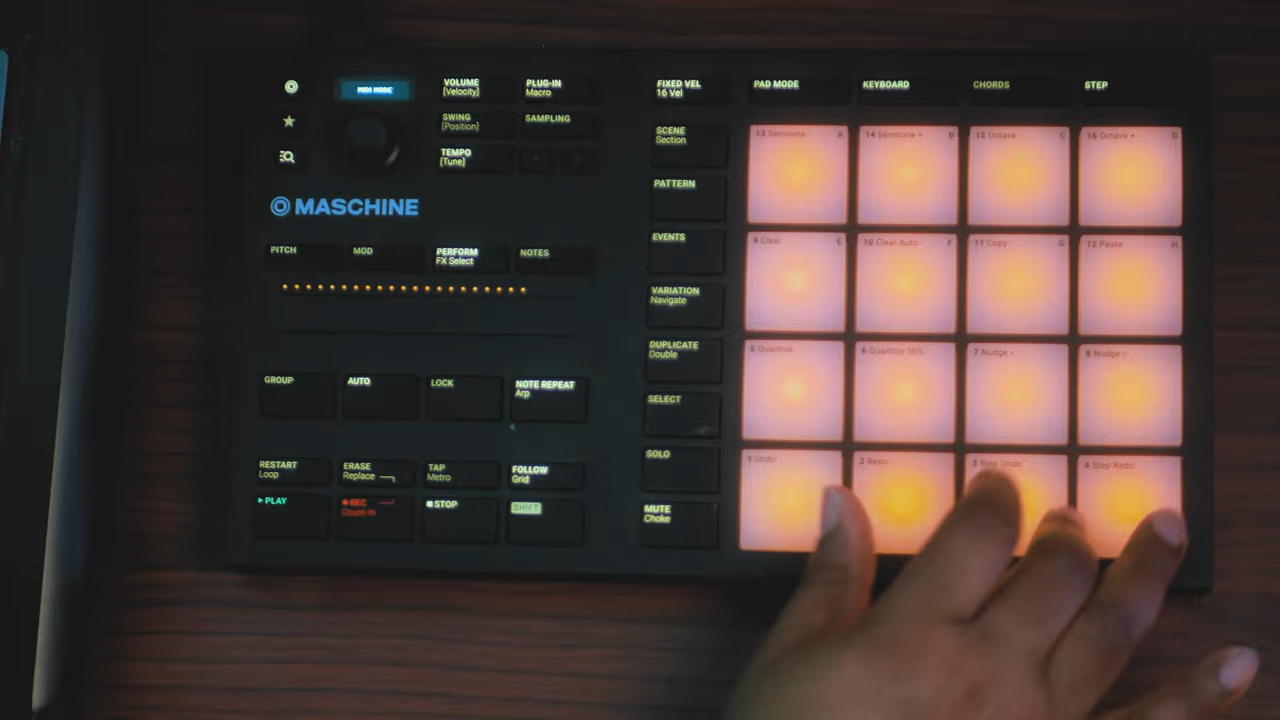 MIDI MODE
VOLUME
[Velocity]
PLUG-IN
Macro
SWING
[Position]
SAMPLING
TEMPO
[Tune]
MASCHINE
PITCH
MOD
PERFORM
FX Select
NOTES
GROUP
AUTO
LOCK
NOTE REPEAT
Arp
RESTART
Loop
ERASE
Replace
TAP
Metro
FOLLOW
Grid
PLAY
REC
Count-In
STOP
SHIFT
FIXED VEL
16 Vel
SCENE
Section
PATTERN
EVENTS
VARIATION
Navigate
DUPLICATE
Double
SELECT
SOLO
MUTE
Choke
PAD MODE
KEYBOARD
CHORDS
STEP
13 Semitone - A
14 Semitone + B
15 Octave - C
16 Octave + D
9 Clear E
10 Clear Auto F
11 Copy G
12 Paste H
5 Quantize
6 Quantize 50%
7 Nudge <
8 Nudge >
1 Undo
2 Redo
3 Step Undo
4 Step Redo